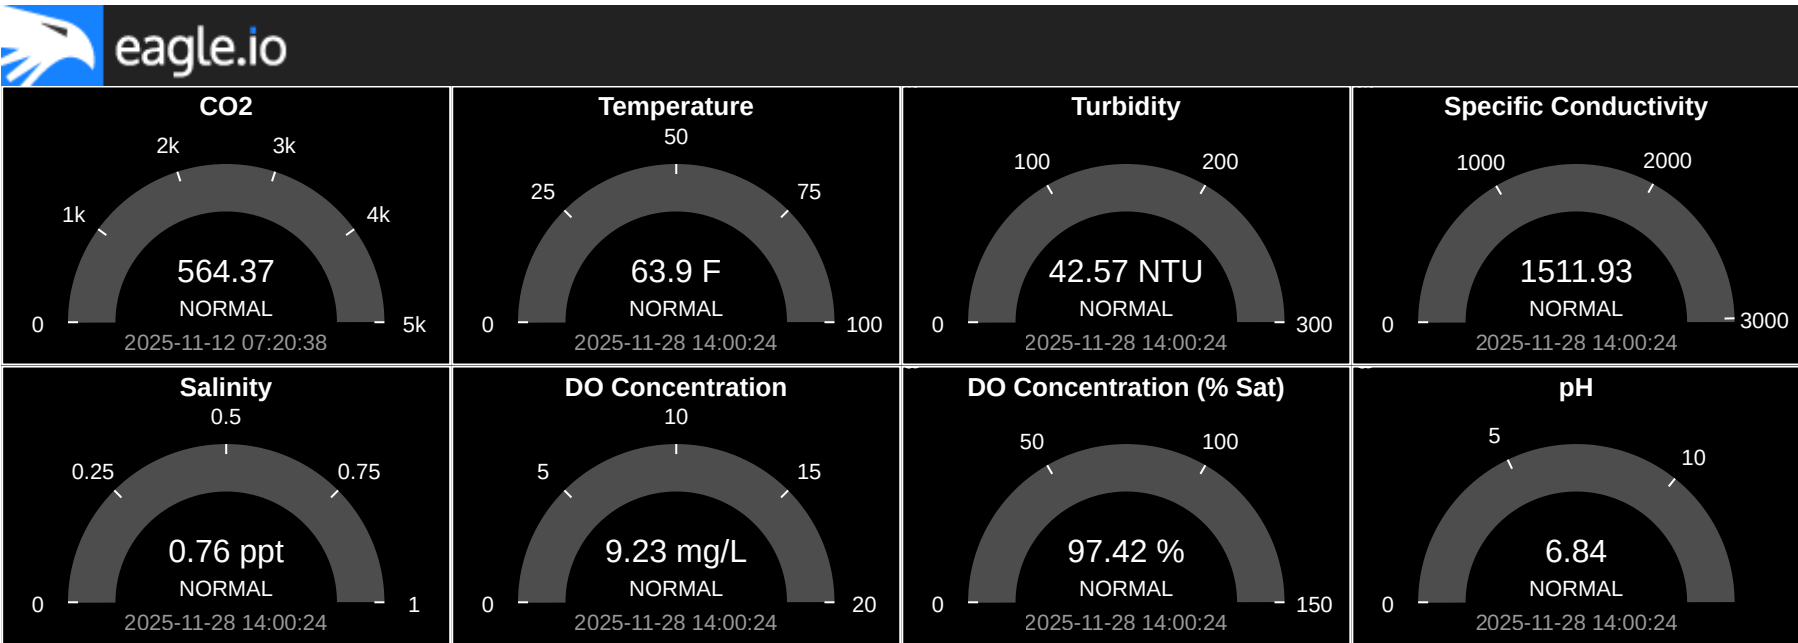 eagle.io
CO2
2k
3k
1k
4k
0
5k
564.37
NORMAL
2025-11-12 07:20:38
Temperature
50
25
75
0
100
63.9 F
NORMAL
2025-11-28 14:00:24
Turbidity
100
200
0
300
42.57 NTU
NORMAL
2025-11-28 14:00:24
Specific Conductivity
1000
2000
0
3000
1511.93
NORMAL
2025-11-28 14:00:24
Salinity
0.5
0.25
0.75
0
1
0.76 ppt
NORMAL
2025-11-28 14:00:24
DO Concentration
10
5
15
0
20
9.23 mg/L
NORMAL
2025-11-28 14:00:24
DO Concentration (% Sat)
50
100
0
150
97.42 %
NORMAL
2025-11-28 14:00:24
pH
5
10
0
6.84
NORMAL
2025-11-28 14:00:24